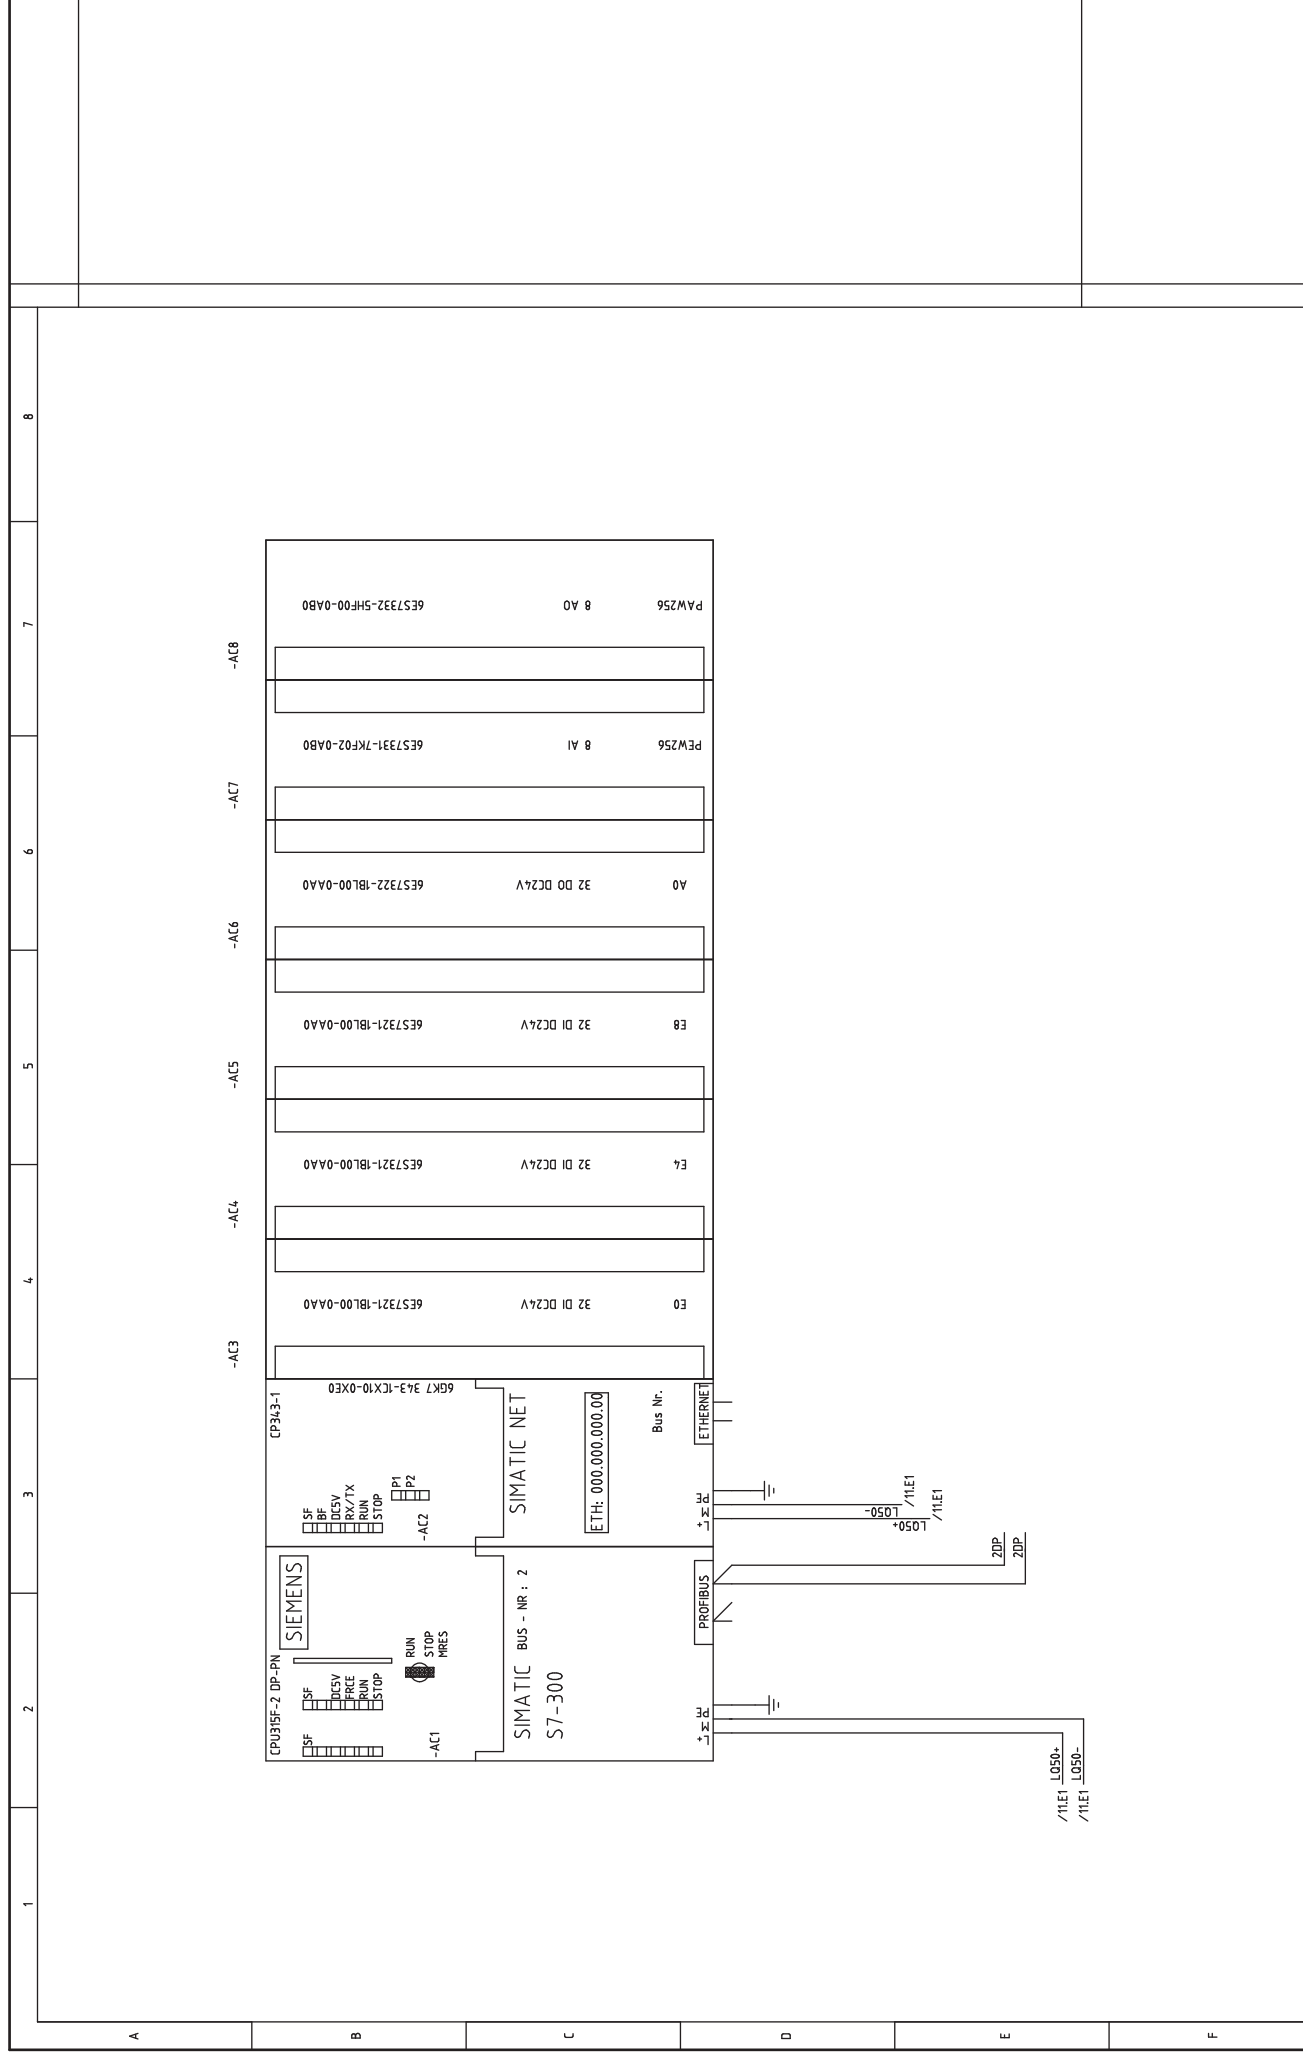 1
2
3
4
5
6
7
8
A
B
C
D
E
F
-AC3
-AC4
-AC5
-AC6
-AC7
-AC8
CPU315F-2 DP-PN
SIEMENS
SF
SF
DC5V
FRCE
RUN
STOP
RUN
STOP
MRES
-AC1
SIMATIC
BUS - NR : 2
S7-300
L+
M
PE
PROFIBUS
CP343-1
6GK7 343-1CX10-0XE0
SF
BF
DC5V
RX/TX
RUN
STOP
P1
P2
-AC2
SIMATIC NET
ETH: 000.000.000.00
Bus Nr.
L+
M
PE
ETHERNET
6ES7321-1BL00-0AA0
32 DI DC24V
E0
6ES7321-1BL00-0AA0
32 DI DC24V
E4
6ES7321-1BL00-0AA0
32 DI DC24V
E8
6ES7322-1BL00-0AA0
32 DO DC24V
A0
6ES7331-7KF02-0AB0
8 AI
PEW256
6ES7332-5HF00-0AB0
8 AO
PAW256
LQ50-
/11.E1
LQ50+
/11.E1
2DP
2DP
/11.E1 LQ50+
/11.E1 LQ50-